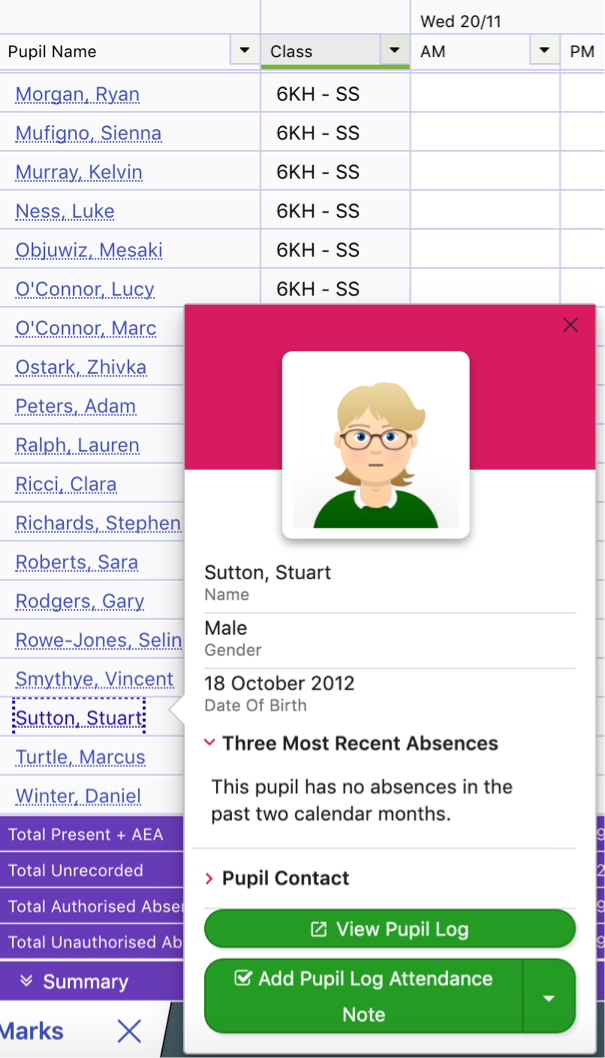 Wed 20/11
Pupil Name Class AM PM
Morgan, Ryan 6KH - SS
Mufigno, Sienna 6KH - SS
Murray, Kelvin 6KH - SS
Ness, Luke 6KH - SS
Objuwiz, Mesaki 6KH - SS
O'Connor, Lucy 6KH - SS
O'Connor, Marc
Ostark, Zhivka
Peters, Adam
Ralph, Lauren
Ricci, Clara
Richards, Stephen
Roberts, Sara
Rodgers, Gary
Rowe-Jones, Selin
Smythye, Vincent
Sutton, Stuart
Turtle, Marcus
Winter, Daniel
Total Present + AEA
Total Unrecorded
Total Authorised Abse
Total Unauthorised Ab
Summary
Marks
Sutton, Stuart
Name
Male
Gender
18 October 2012
Date Of Birth
Three Most Recent Absences
This pupil has no absences in the
past two calendar months.
Pupil Contact
View Pupil Log
Add Pupil Log Attendance
Note